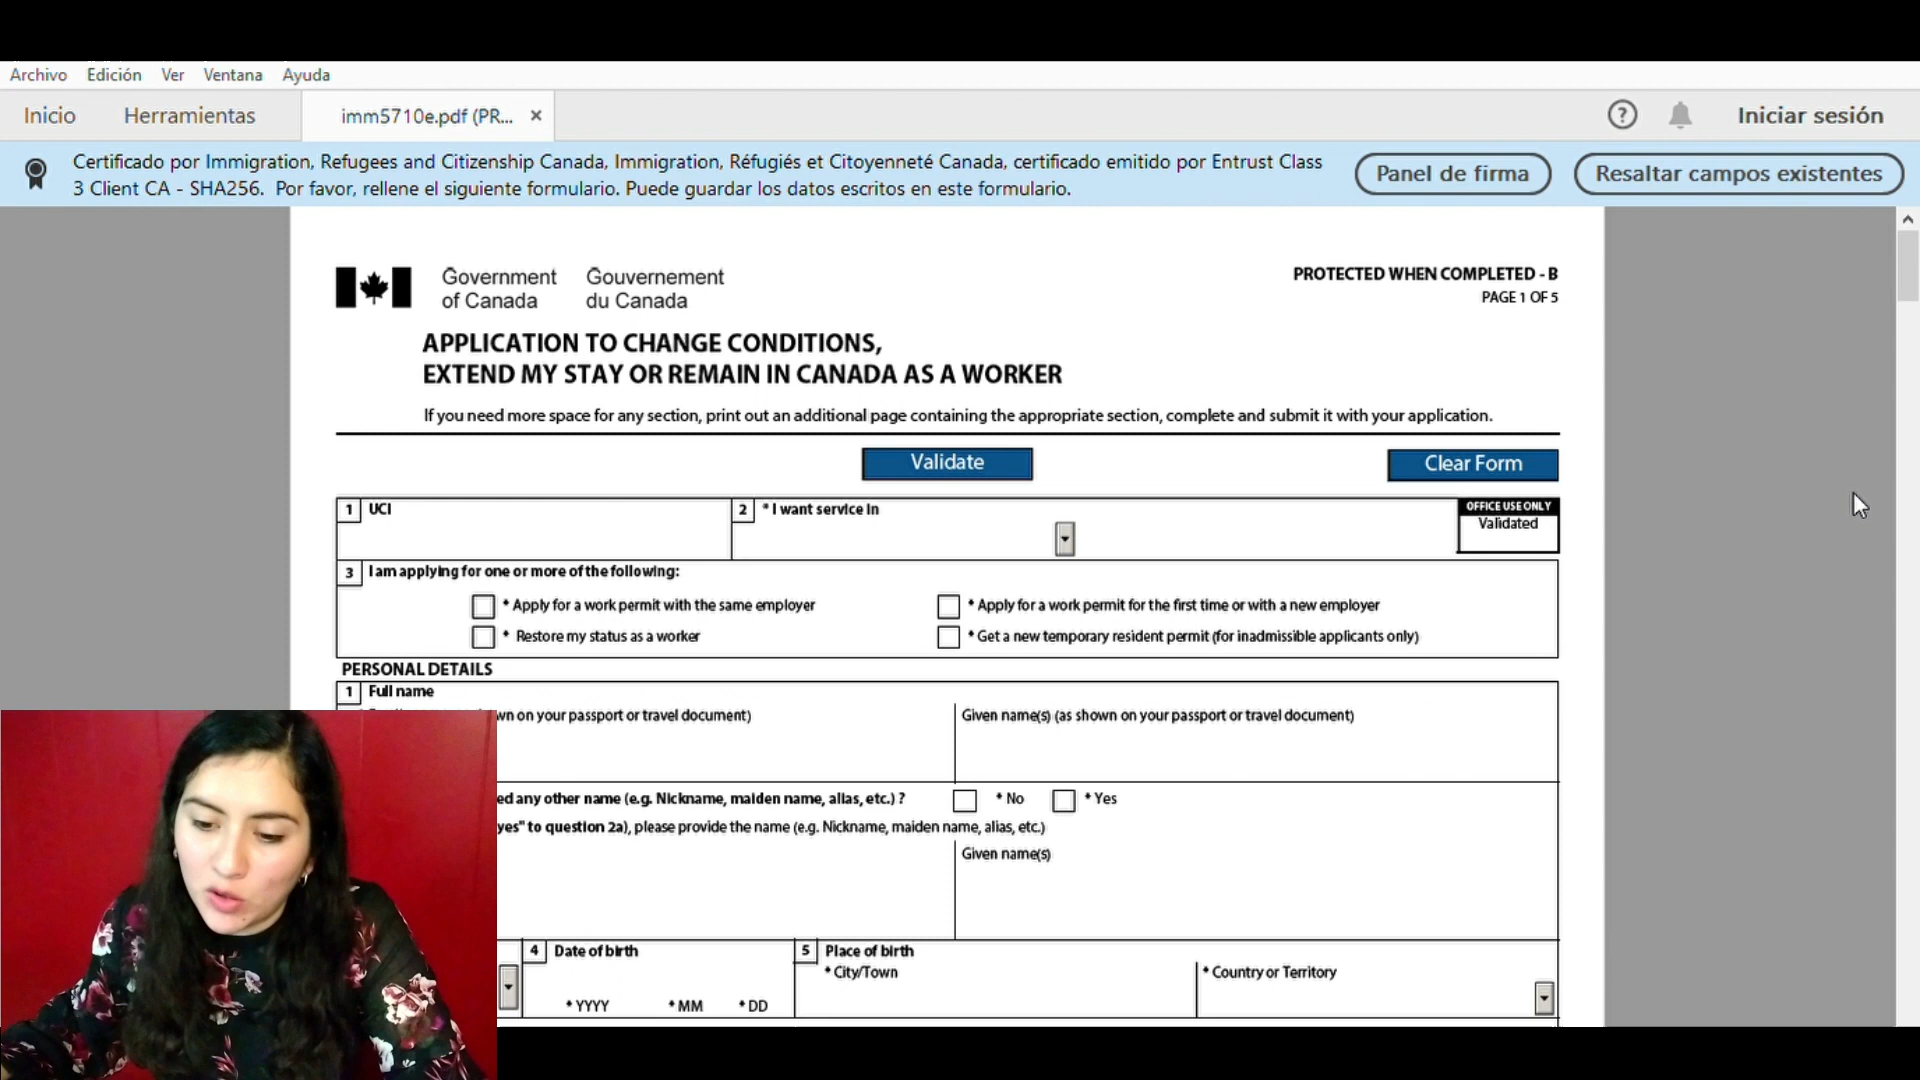 Archivo Edición Ver Ventana Ayuda
Inicio Herramientas imm5710e.pdf (PR... × ? Iniciar sesión
Certificado por Immigration, Refugees and Citizenship Canada, Immigration, Réfugiés et Citoyenneté Canada, certificado emitido por Entrust Class
3 Client CA - SHA256. Por favor, rellene el siguiente formulario. Puede guardar los datos escritos en este formulario.
Panel de firma
Resaltar campos existentes
Government
of Canada
Gouvernement
du Canada
PROTECTED WHEN COMPLETED - B
PAGE 1 OF 5
APPLICATION TO CHANGE CONDITIONS,
EXTEND MY STAY OR REMAIN IN CANADA AS A WORKER
If you need more space for any section, print out an additional page containing the appropriate section, complete and submit it with your application.
Validate
Clear Form
1 UCI
2 * I want service in
OFFICE USE ONLY
Validated
3 I am applying for one or more of the following:
* Apply for a work permit with the same employer
* Apply for a work permit for the first time or with a new employer
* Restore my status as a worker
* Get a new temporary resident permit (for inadmissible applicants only)
PERSONAL DETAILS
1 Full name
wn on your passport or travel document)
Given name(s) (as shown on your passport or travel document)
ed any other name (e.g. Nickname, maiden name, alias, etc.) ? * No * Yes
yes" to question 2a), please provide the name (e.g. Nickname, maiden name, alias, etc.)
Given name(s)
4 Date of birth
* YYYY * MM * DD
5 Place of birth
* City/Town
* Country or Territory